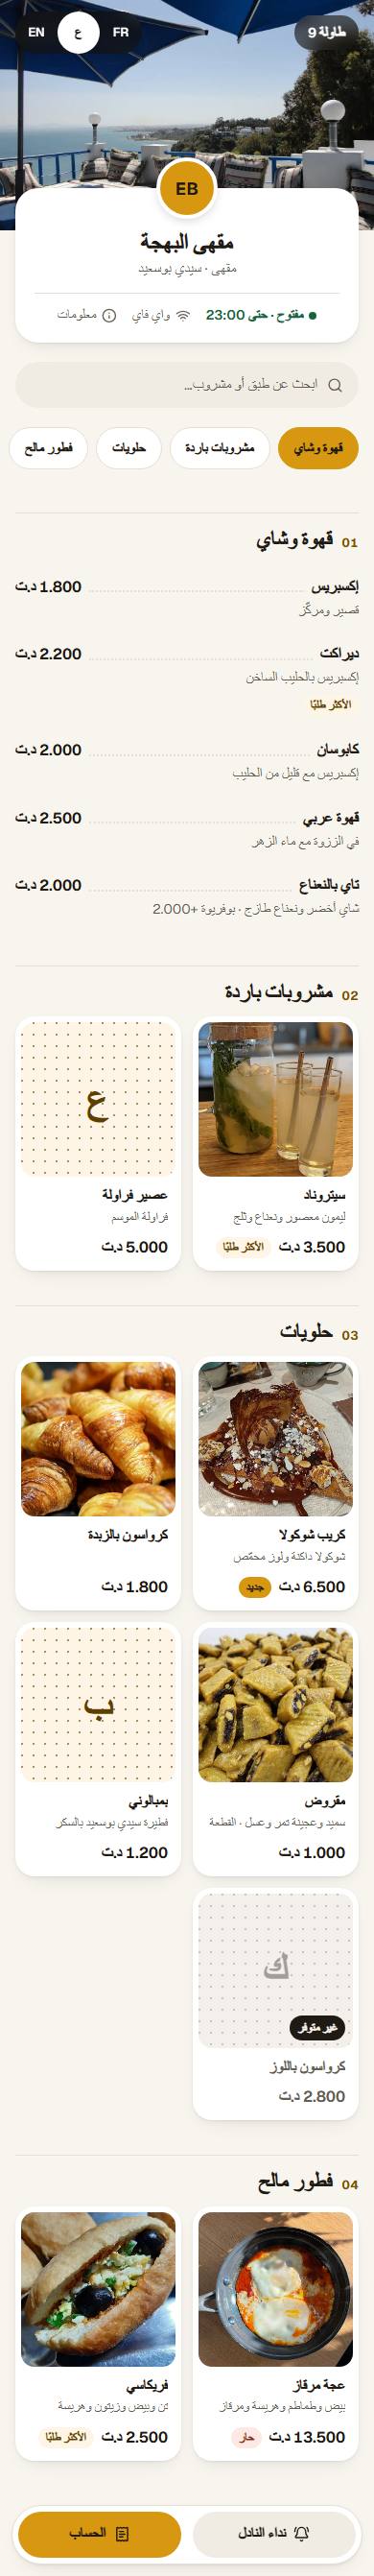 طاولة 9
FR
ع
EN
EB
مقهى البهجة
مقهى · سيدي بوسعيد
مفتوح · حتى 23:00
واي فاي
معلومات
ابحث عن طبق أو مشروب...
قهوة وشاي
مشروبات باردة
حلويات
فطور مالح
01 قهوة وشاي
إكسبريس 1.800 د.ت
قصير ومركّز
ديراكت 2.200 د.ت
إكسبريس بالحليب الساخن
الأكثر طلبًا
كابوسان 2.000 د.ت
إكسبريس مع قليل من الحليب
قهوة عربي 2.500 د.ت
في الززوة مع ماء الزهر
تاي بالنعناع 2.000 د.ت
شاي أخضر ونعناع طازج · بوفريوة +2.000
02 مشروبات باردة
سيتروناد
ليمون معصور ونعناع وثلج
3.500 د.ت الأكثر طلبًا
ع
عصير فراولة
فراولة الموسم
5.000 د.ت
03 حلويات
كريب شوكولا
شوكولا داكنة ولوز محمّص
6.500 د.ت جديد
كرواسون بالزبدة
1.800 د.ت
مقروض
سميد وعجينة تمر وعسل · القطعة
1.000 د.ت
ب
بمبالوني
فطيرة سيدي بوسعيد بالسكر
1.200 د.ت
ك
غير متوفر
كرواسون باللوز
2.800 د.ت
04 فطور مالح
عجة مرقاز
بيض وطماطم وهريسة ومرقاز
13.500 د.ت حار
فريكاسي
تن وبيض وزيتون وهريسة
2.500 د.ت الأكثر طلبًا
نداء النادل
الحساب